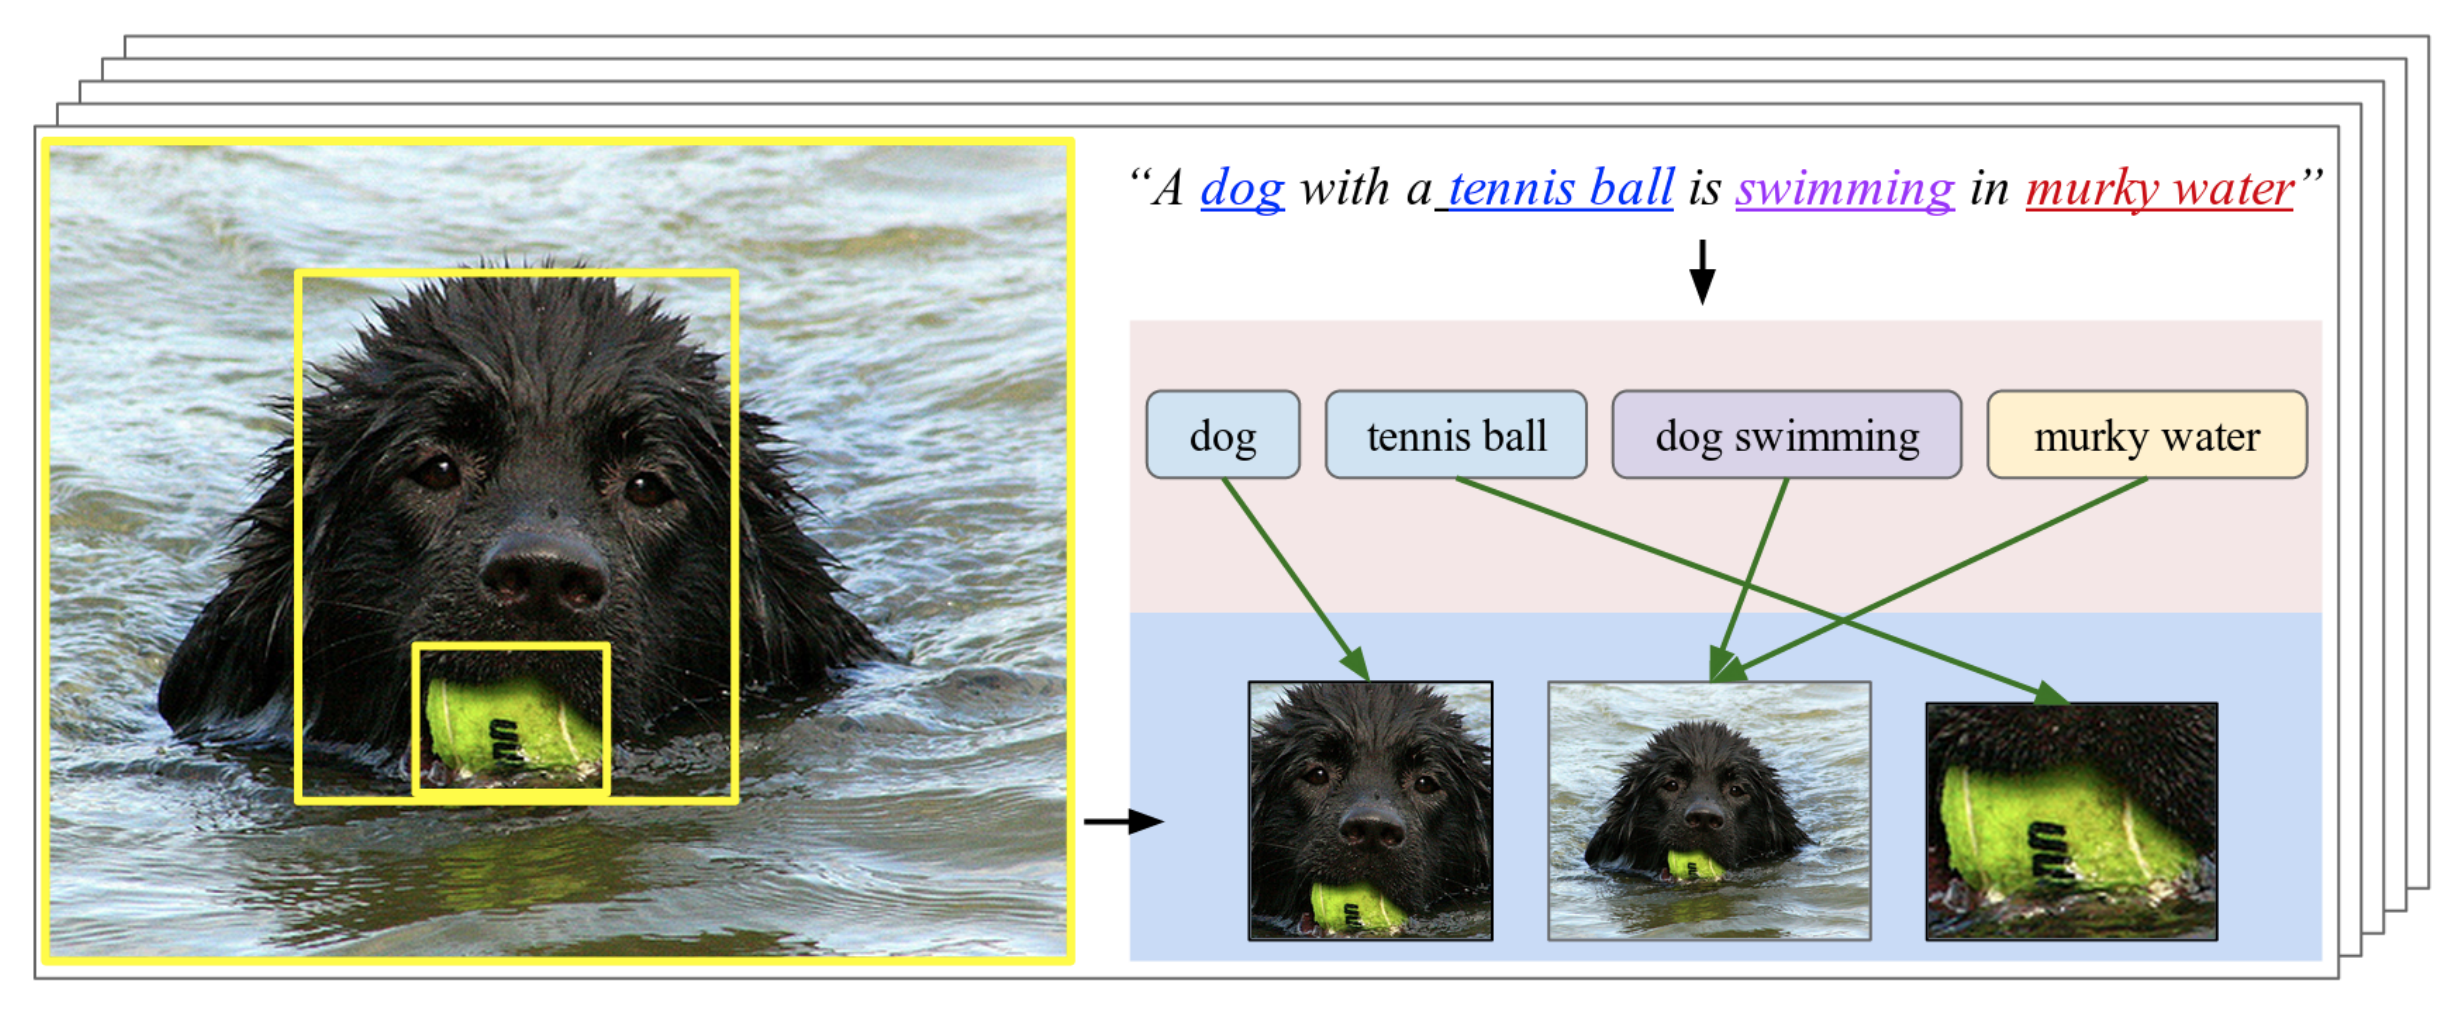 “A dog with a tennis ball is swimming in murky water”
dog
tennis ball
dog swimming
murky water